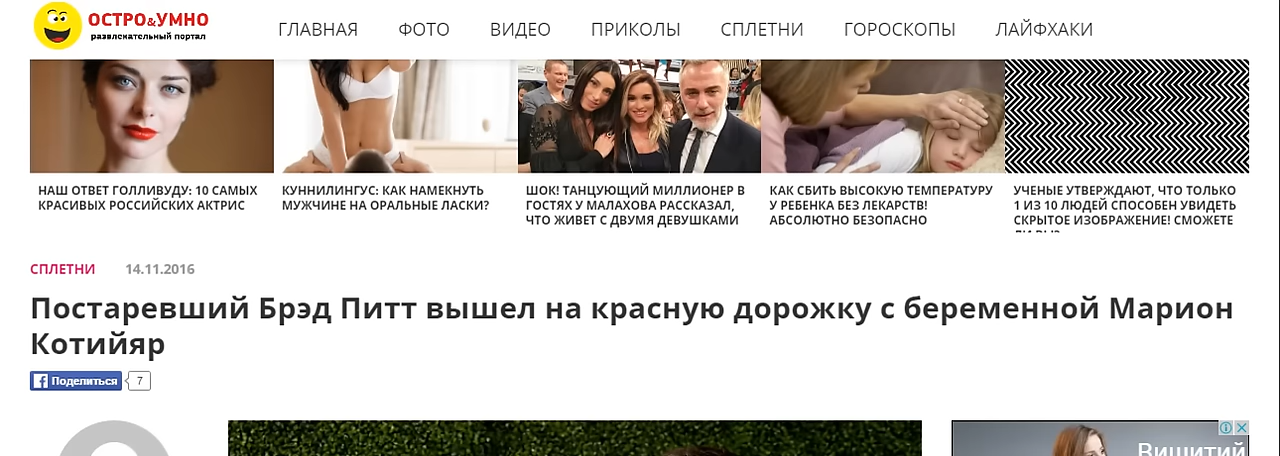 ОСТРО&УМНО
развлекательный портал
ГЛАВНАЯ ФОТО ВИДЕО ПРИКОЛЫ СПЛЕТНИ ГОРОСКОПЫ ЛАЙФХАКИ
НАШ ОТВЕТ ГОЛЛИВУДУ: 10 САМЫХ
КРАСИВЫХ РОССИЙСКИХ АКТРИС
КУННИЛИНГУС: КАК НАМЕКНУТЬ
МУЖЧИНЕ НА ОРАЛЬНЫЕ ЛАСКИ?
ШОК! ТАНЦУЮЩИЙ МИЛЛИОНЕР В
ГОСТЯХ У МАЛАХОВА РАССКАЗАЛ,
ЧТО ЖИВЕТ С ДВУМЯ ДЕВУШКАМИ
КАК СБИТЬ ВЫСОКУЮ ТЕМПЕРАТУРУ
У РЕБЕНКА БЕЗ ЛЕКАРСТВ!
АБСОЛЮТНО БЕЗОПАСНО
УЧЕНЫЕ УТВЕРЖДАЮТ, ЧТО ТОЛЬКО
1 ИЗ 10 ЛЮДЕЙ СПОСОБЕН УВИДЕТЬ
СКРЫТОЕ ИЗОБРАЖЕНИЕ! СМОЖЕТЕ
СПЛЕТНИ 14.11.2016
Постаревший Брэд Питт вышел на красную дорожку с беременной Марион
Котийяр
Поделиться 7
Вишитий